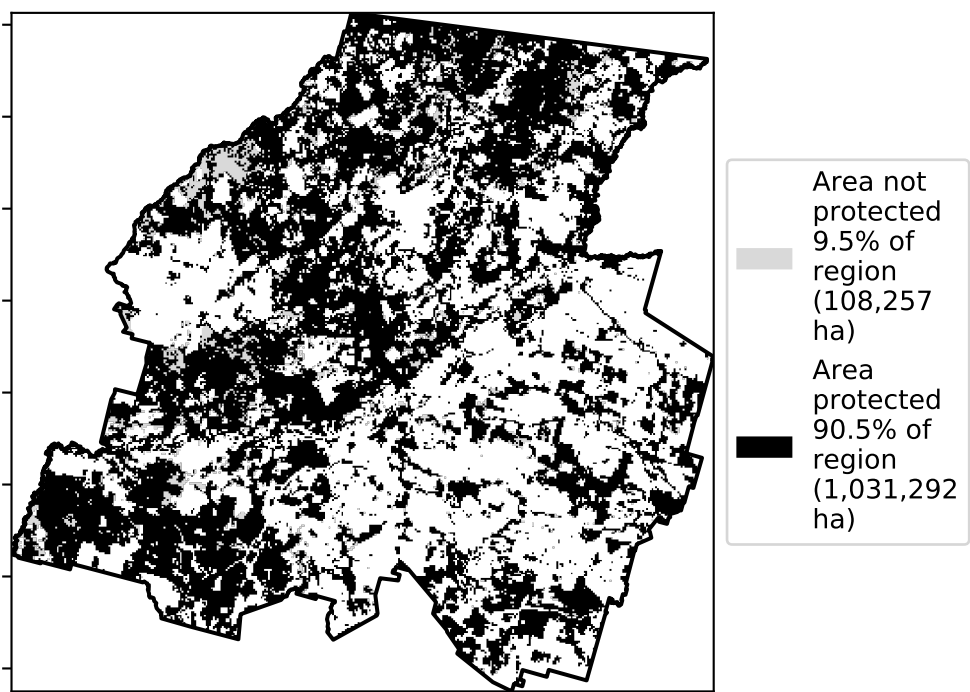 Area not
protected
9.5% of
region
(108,257
ha)
Area
protected
90.5% of
region
(1,031,292
ha)